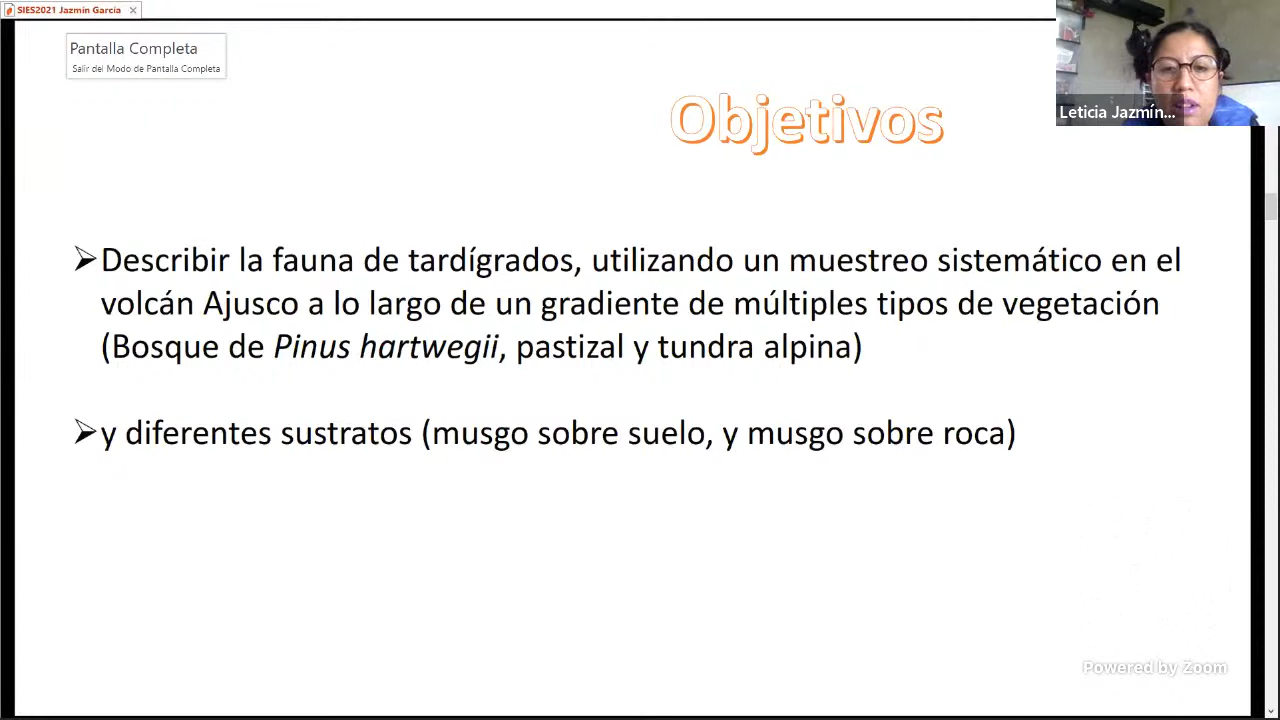 SIES2021 Jazmín García
Pantalla Completa
Salir del Modo de Pantalla Completa
Leticia Jazmín...
Objetivos
➢Describir la fauna de tardígrados, utilizando un muestreo sistemático en el
volcán Ajusco a lo largo de un gradiente de múltiples tipos de vegetación
(Bosque de Pinus hartwegii, pastizal y tundra alpina)
➢y diferentes sustratos (musgo sobre suelo, y musgo sobre roca)
Powered by Zoom